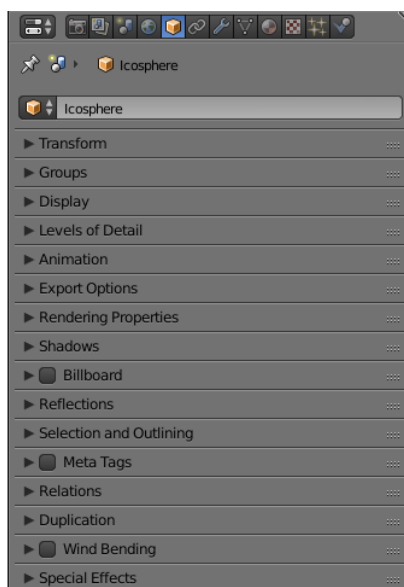 Icosphere
Icosphere
Transform
Groups
Display
Levels of Detail
Animation
Export Options
Rendering Properties
Shadows
Billboard
Reflections
Selection and Outlining
Meta Tags
Relations
Duplication
Wind Bending
Special Effects